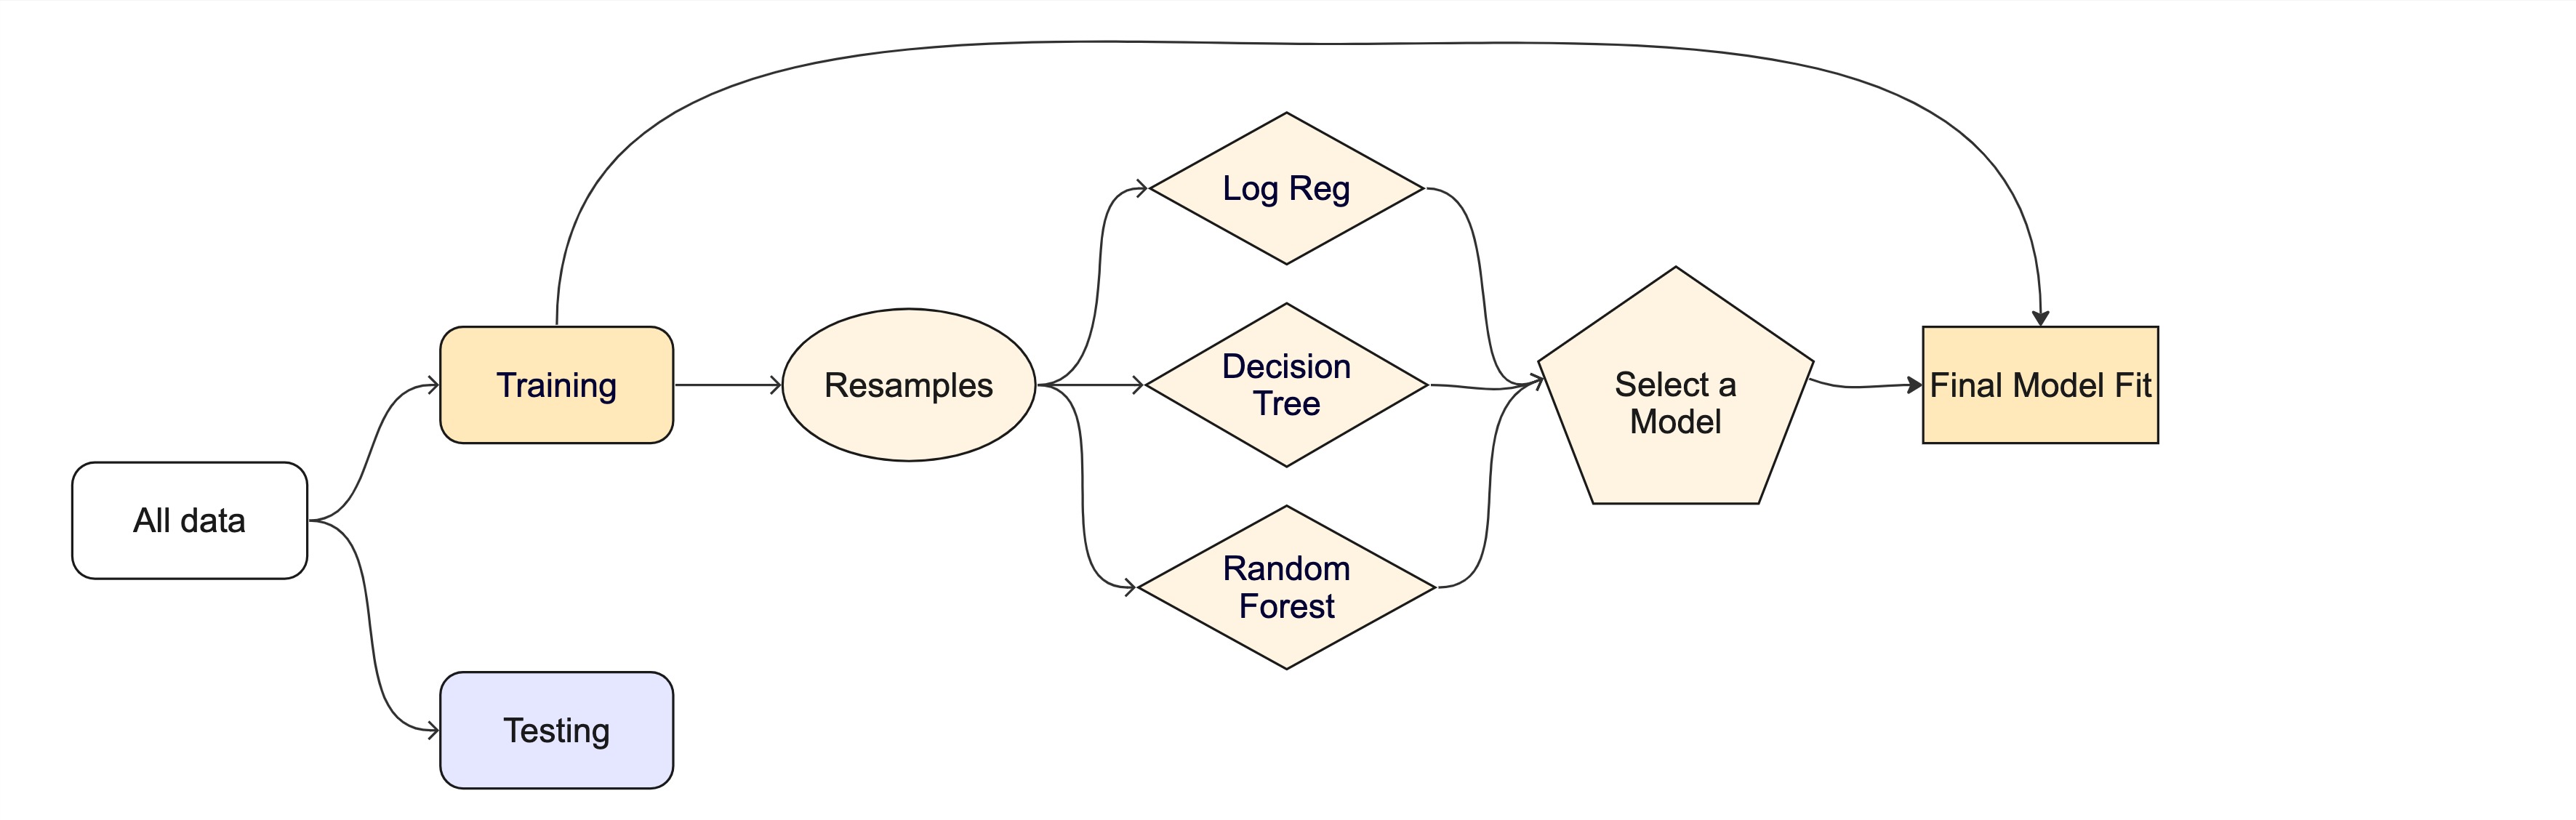 All data
Training
Testing
Resamples
Log Reg
Decision
Tree
Random
Forest
Select a
Model
Final Model Fit